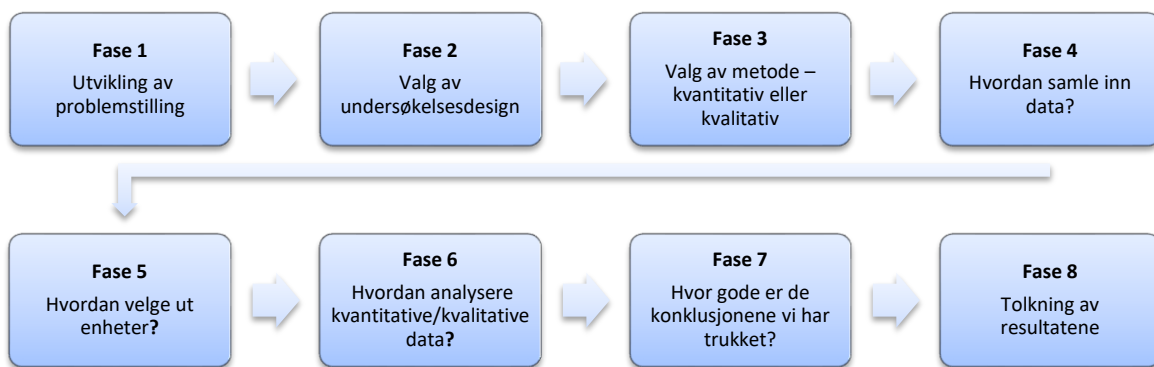 Fase 1
Utvikling av
problemstilling
Fase 2
Valg av
undersøkelsesdesign
Fase 3
Valg av metode –
kvantitativ eller
kvalitativ
Fase 4
Hvordan samle inn
data?
Fase 5
Hvordan velge ut
enheter?
Fase 6
Hvordan analysere
kvantitative/kvalitative
data?
Fase 7
Hvor gode er de
konklusjonene vi har
trukket?
Fase 8
Tolkning av
resultatene